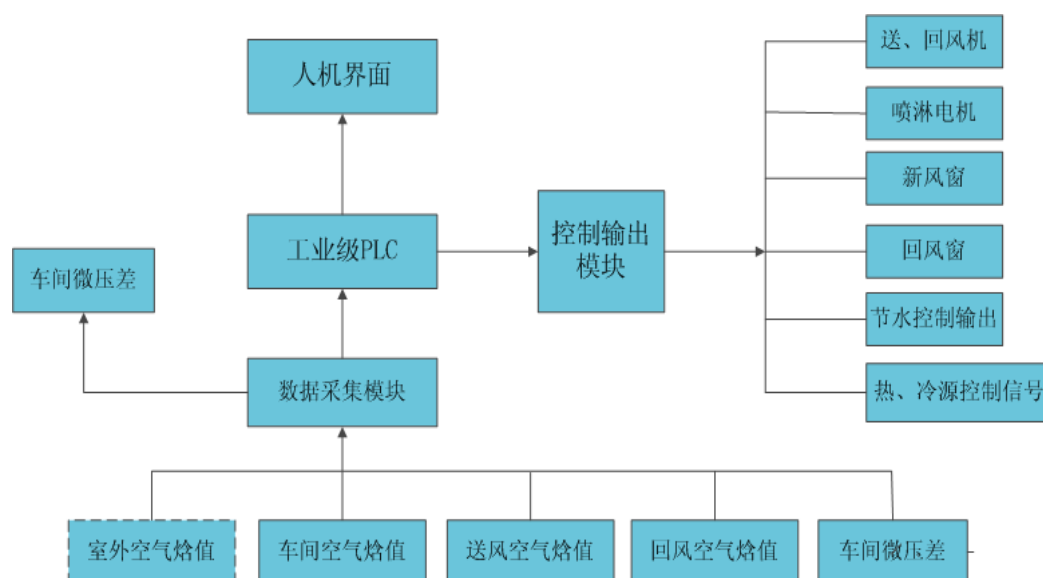 送、回风机
人机界面
喷淋电机
新风窗
工业级PLC
控制输出
模块
回风窗
车间微压差
节水控制输出
数据采集模块
热、冷源控制信号
室外空气焓值
车间空气焓值
送风空气焓值
回风空气焓值
车间微压差